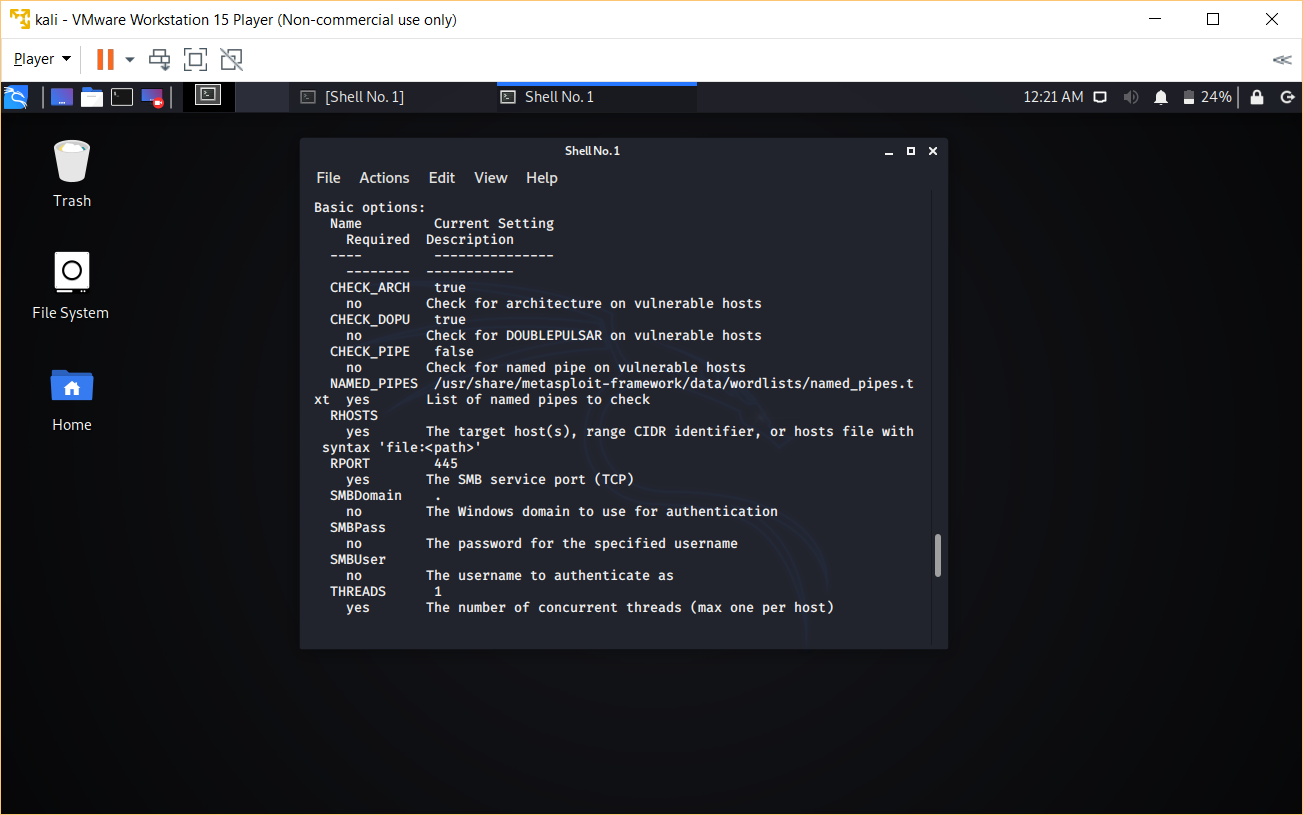 kali - VMware Workstation 15 Player (Non-commercial use only)
Player
[Shell No. 1]
Shell No. 1
12:21 AM
24%
Trash
File System
Home
Shell No. 1
File Actions Edit View Help
Basic options:
Name Current Setting
Required Description
---- ---------------
-------- -----------
CHECK_ARCH true
no Check for architecture on vulnerable hosts
CHECK_DOPU true
no Check for DOUBLEPULSAR on vulnerable hosts
CHECK_PIPE false
no Check for named pipe on vulnerable hosts
NAMED_PIPES /usr/share/metasploit-framework/data/wordlists/named_pipes.t
xt yes List of named pipes to check
RHOSTS
yes The target host(s), range CIDR identifier, or hosts file with
syntax 'file:<path>'
RPORT 445
yes The SMB service port (TCP)
SMBDomain .
no The Windows domain to use for authentication
SMBPass
no The password for the specified username
SMBUser
no The username to authenticate as
THREADS 1
yes The number of concurrent threads (max one per host)